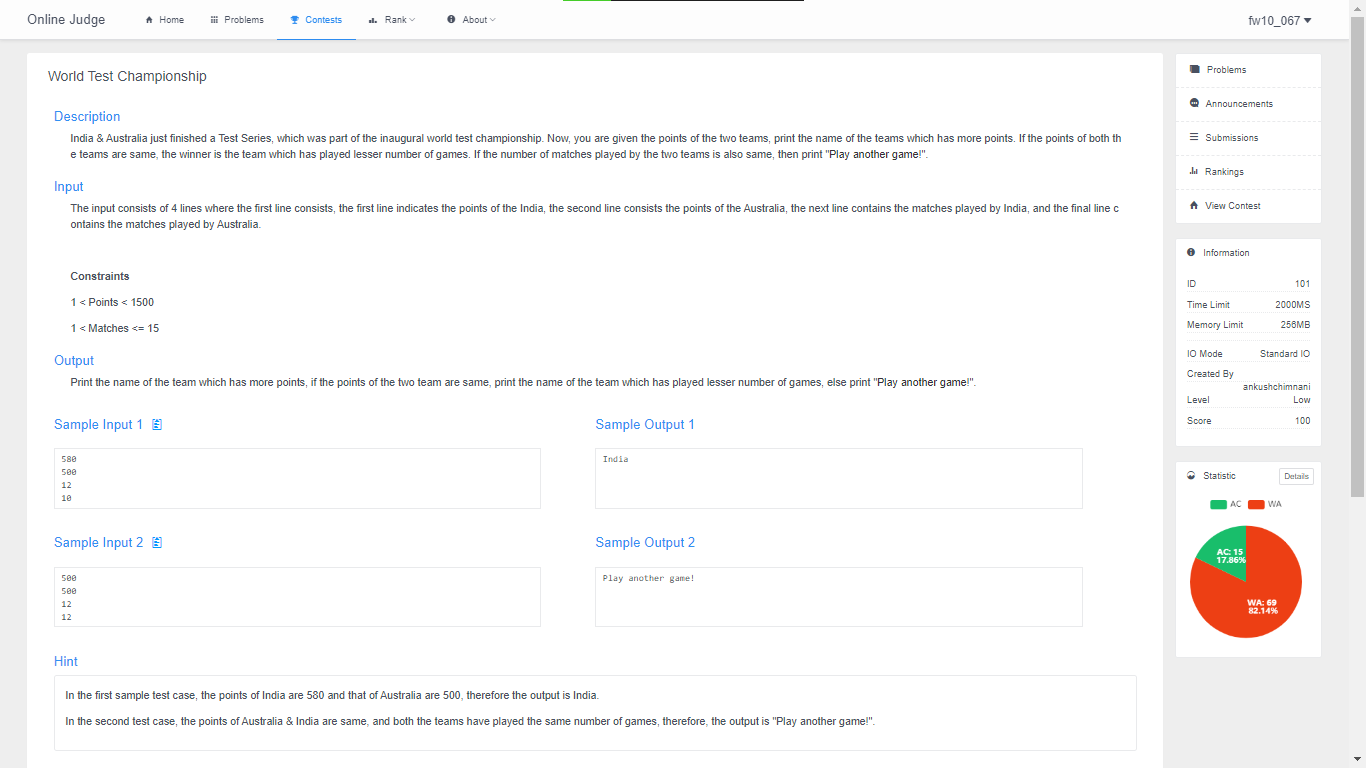 Online Judge
Home
Problems
Contests
Rank
About
fw10_067
World Test Championship
Description
India & Australia just finished a Test Series, which was part of the inaugural world test championship. Now, you are given the points of the two teams, print the name of the teams which has more points. If the points of both th
e teams are same, the winner is the team which has played lesser number of games. If the number of matches played by the two teams is also same, then print "Play another game!".
Input
The input consists of 4 lines where the first line consists, the first line indicates the points of the India, the second line consists the points of the Australia, the next line contains the matches played by India, and the final line c
ontains the matches played by Australia.
Constraints
1 < Points < 1500
1 < Matches <= 15
Output
Print the name of the team which has more points, if the points of the two team are same, print the name of the team which has played lesser number of games, else print "Play another game!".
Sample Input 1
580
500
12
10
Sample Output 1
India
Sample Input 2
500
500
12
12
Sample Output 2
Play another game!
Hint
In the first sample test case, the points of India are 580 and that of Australia are 500, therefore the output is India.
In the second test case, the points of Australia & India are same, and both the teams have played the same number of games, therefore, the output is "Play another game!".
Problems
Announcements
Submissions
Rankings
View Contest
Information
ID 101
Time Limit 2000MS
Memory Limit 256MB
IO Mode Standard IO
Created By
ankushchimnani
Level Low
Score 100
Statistic Details
AC WA
AC: 15
17.86%
WA: 69
82.14%